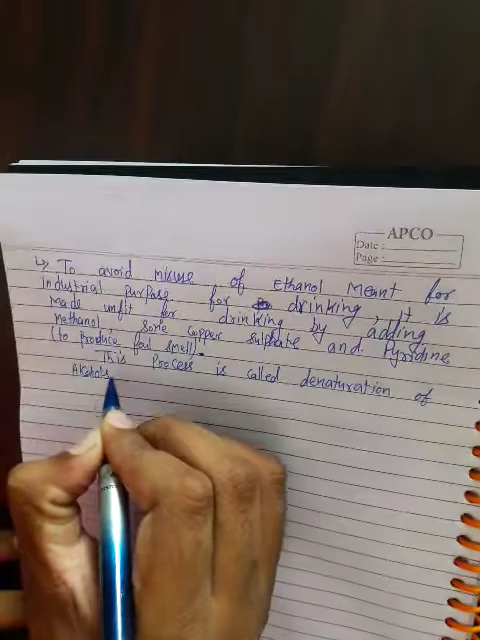 APCO
Date :
Page :
↳ To avoid misuse of Ethanol Meant for
Industrial Purpose for drinking, it is
Made unfit for drinking by adding
Methanol some copper sulphate and Pyridine
(to produce foul smell).
This Process is called denaturation of
Alcohols